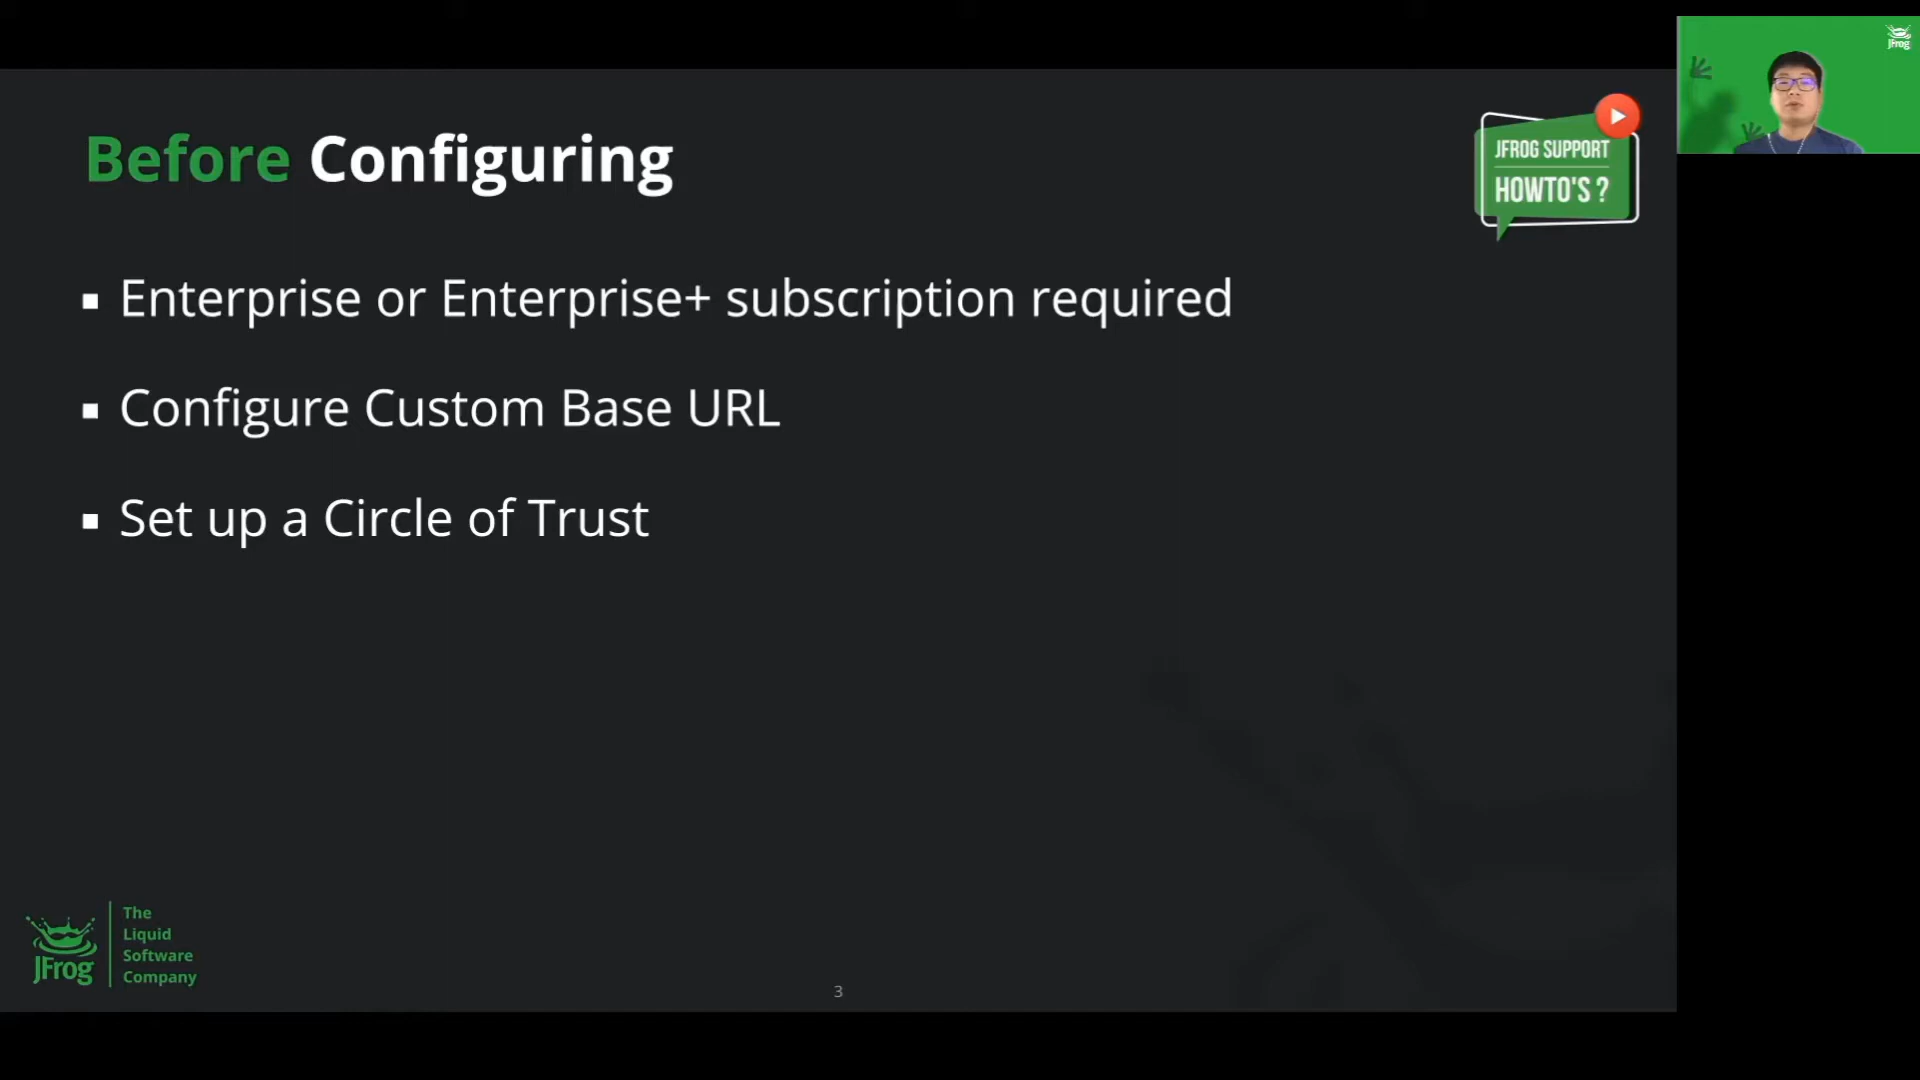 JFrog
Before Configuring
JFROG SUPPORT
HOWTO'S ?
Enterprise or Enterprise+ subscription required
Configure Custom Base URL
Set up a Circle of Trust
JFrog
The
Liquid
Software
Company
3